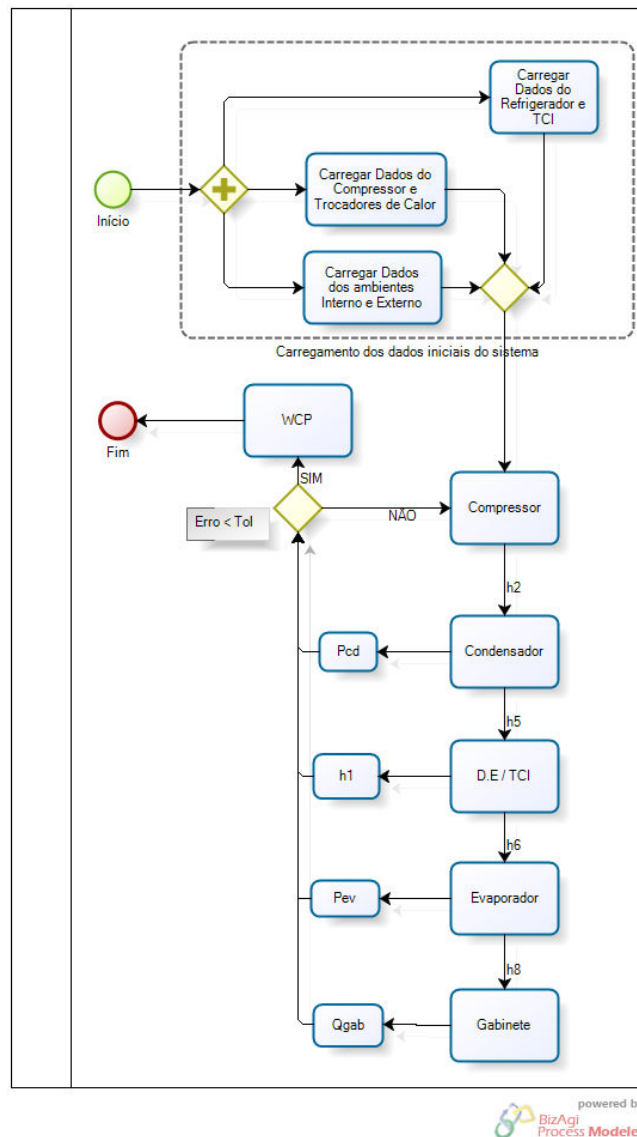 Carregar
Dados do
Refrigerador e
TCI
Carregar Dados do
Compressor e
Trocadores de Calor
Início
Carregar Dados
dos ambientes
Interno e Externo
Carregamento dos dados iniciais do sistema
WCP
Fim
SIM
Erro < Tol
NÃO
Compressor
h2
Pcd
Condensador
h5
h1
D.E / TCI
h6
Pev
Evaporador
h8
Qgab
Gabinete
powered b
BizAgi
Process Modele